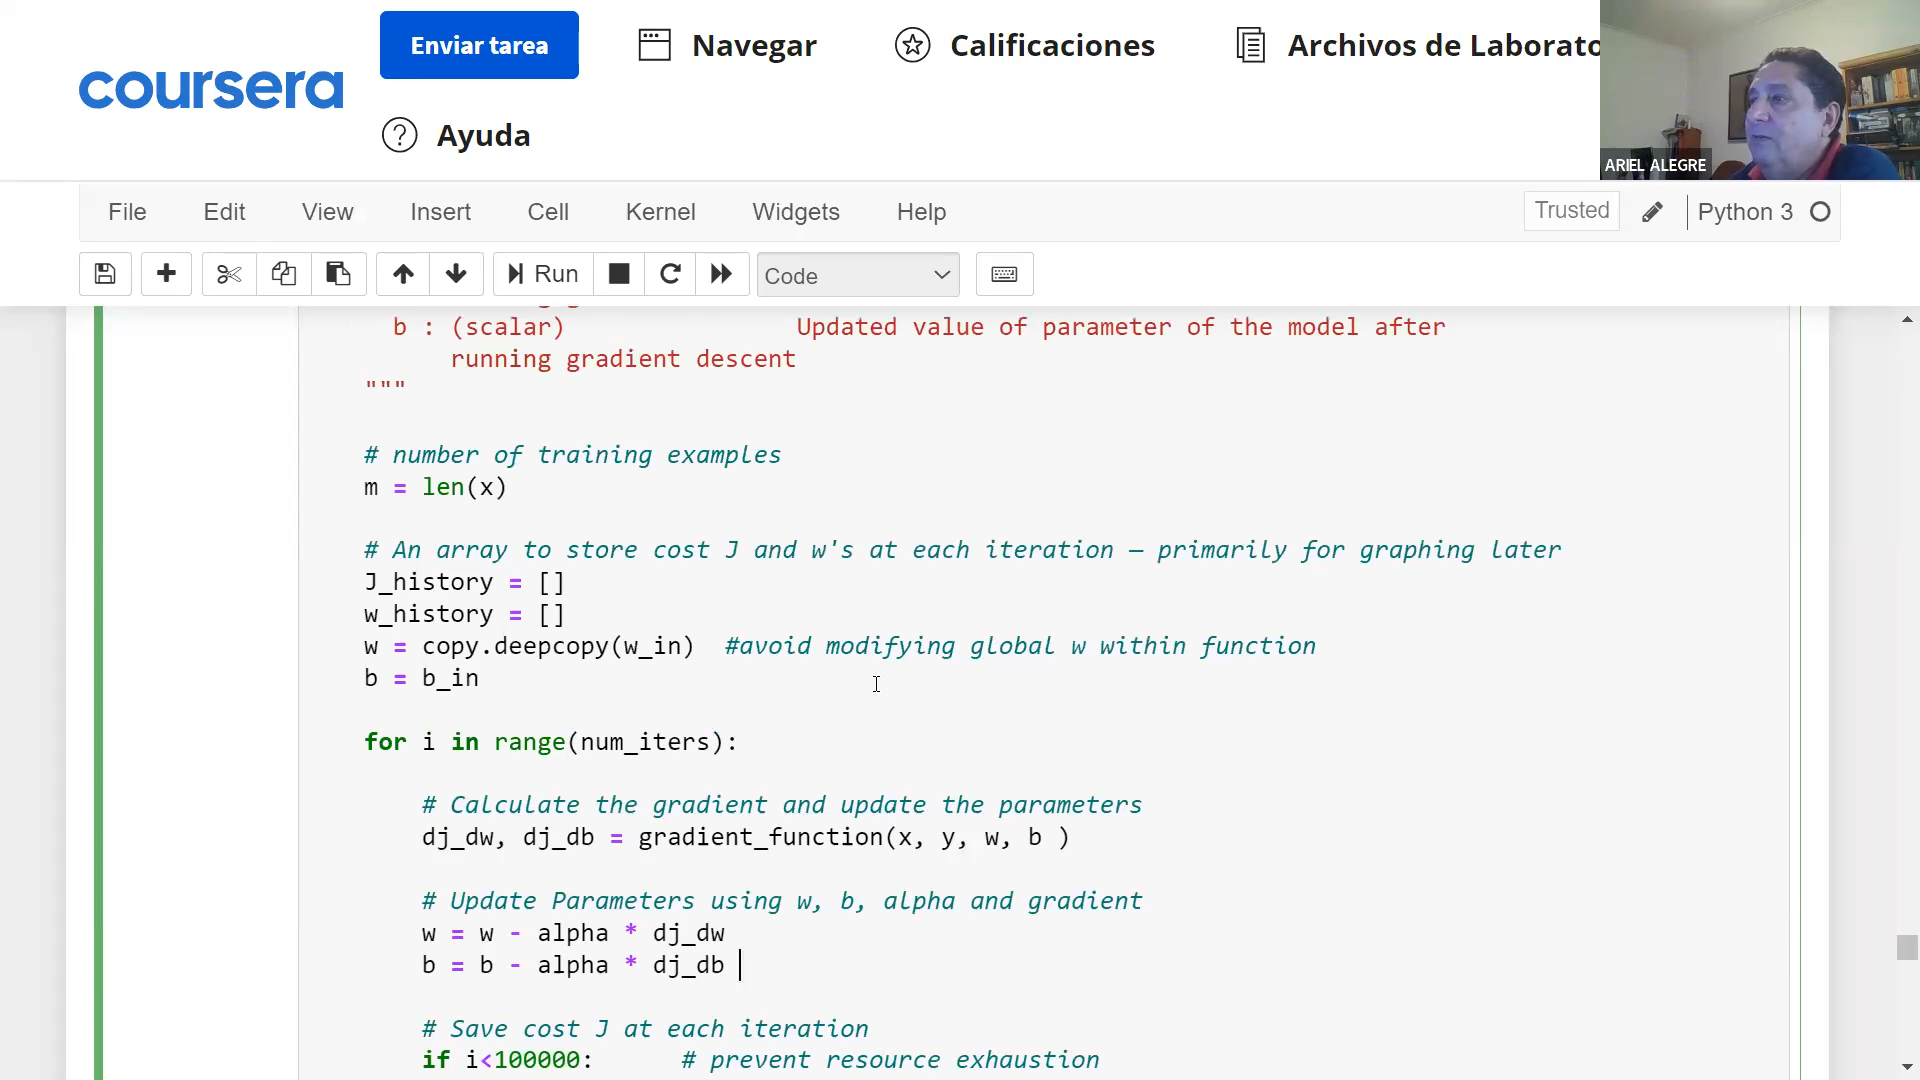 coursera
Enviar tarea
Navegar
Calificaciones
Archivos de Laborato
Ayuda
ARIEL ALEGRE
File Edit View Insert Cell Kernel Widgets Help Trusted Python 3
Run Code
b : (scalar) Updated value of parameter of the model after
running gradient descent
"""
# number of training examples
m = len(x)
# An array to store cost J and w's at each iteration — primarily for graphing later
J_history = []
w_history = []
w = copy.deepcopy(w_in) #avoid modifying global w within function
b = b_in
for i in range(num_iters):
# Calculate the gradient and update the parameters
dj_dw, dj_db = gradient_function(x, y, w, b )
# Update Parameters using w, b, alpha and gradient
w = w - alpha * dj_dw
b = b - alpha * dj_db
# Save cost J at each iteration
if i<100000: # prevent resource exhaustion